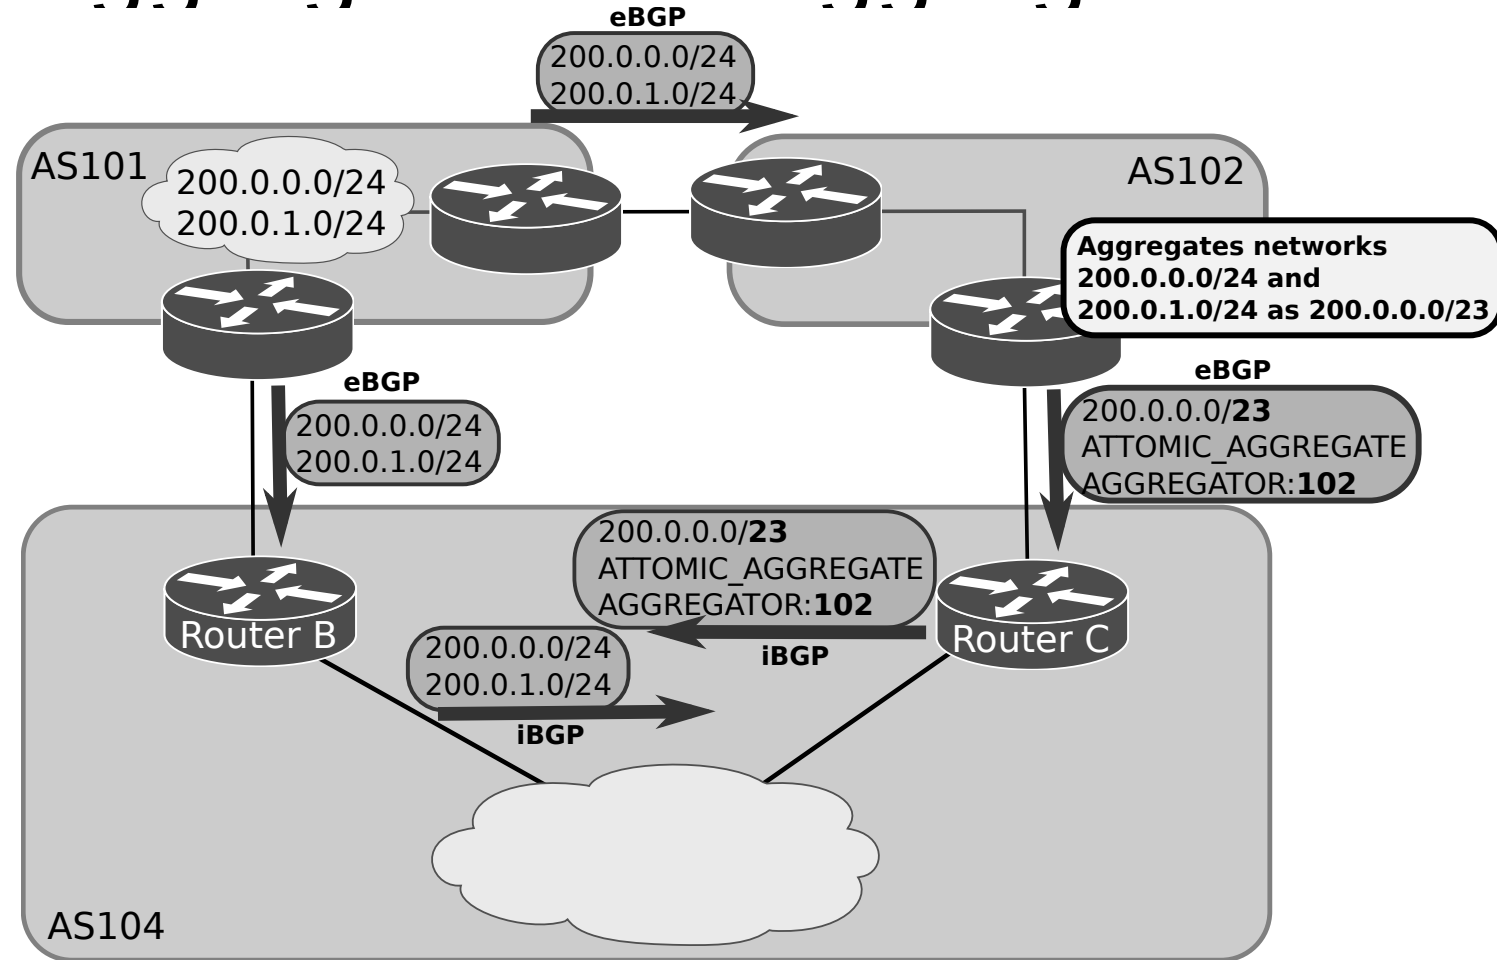 eBGP
200.0.0.0/24
200.0.1.0/24
AS101
200.0.0.0/24
200.0.1.0/24
AS102
Aggregates networks
200.0.0.0/24 and
200.0.1.0/24 as 200.0.0.0/23
eBGP
200.0.0.0/24
200.0.1.0/24
eBGP
200.0.0.0/23
ATTOMIC_AGGREGATE
AGGREGATOR:102
200.0.0.0/23
ATTOMIC_AGGREGATE
AGGREGATOR:102
iBGP
Router B
Router C
200.0.0.0/24
200.0.1.0/24
iBGP
AS104